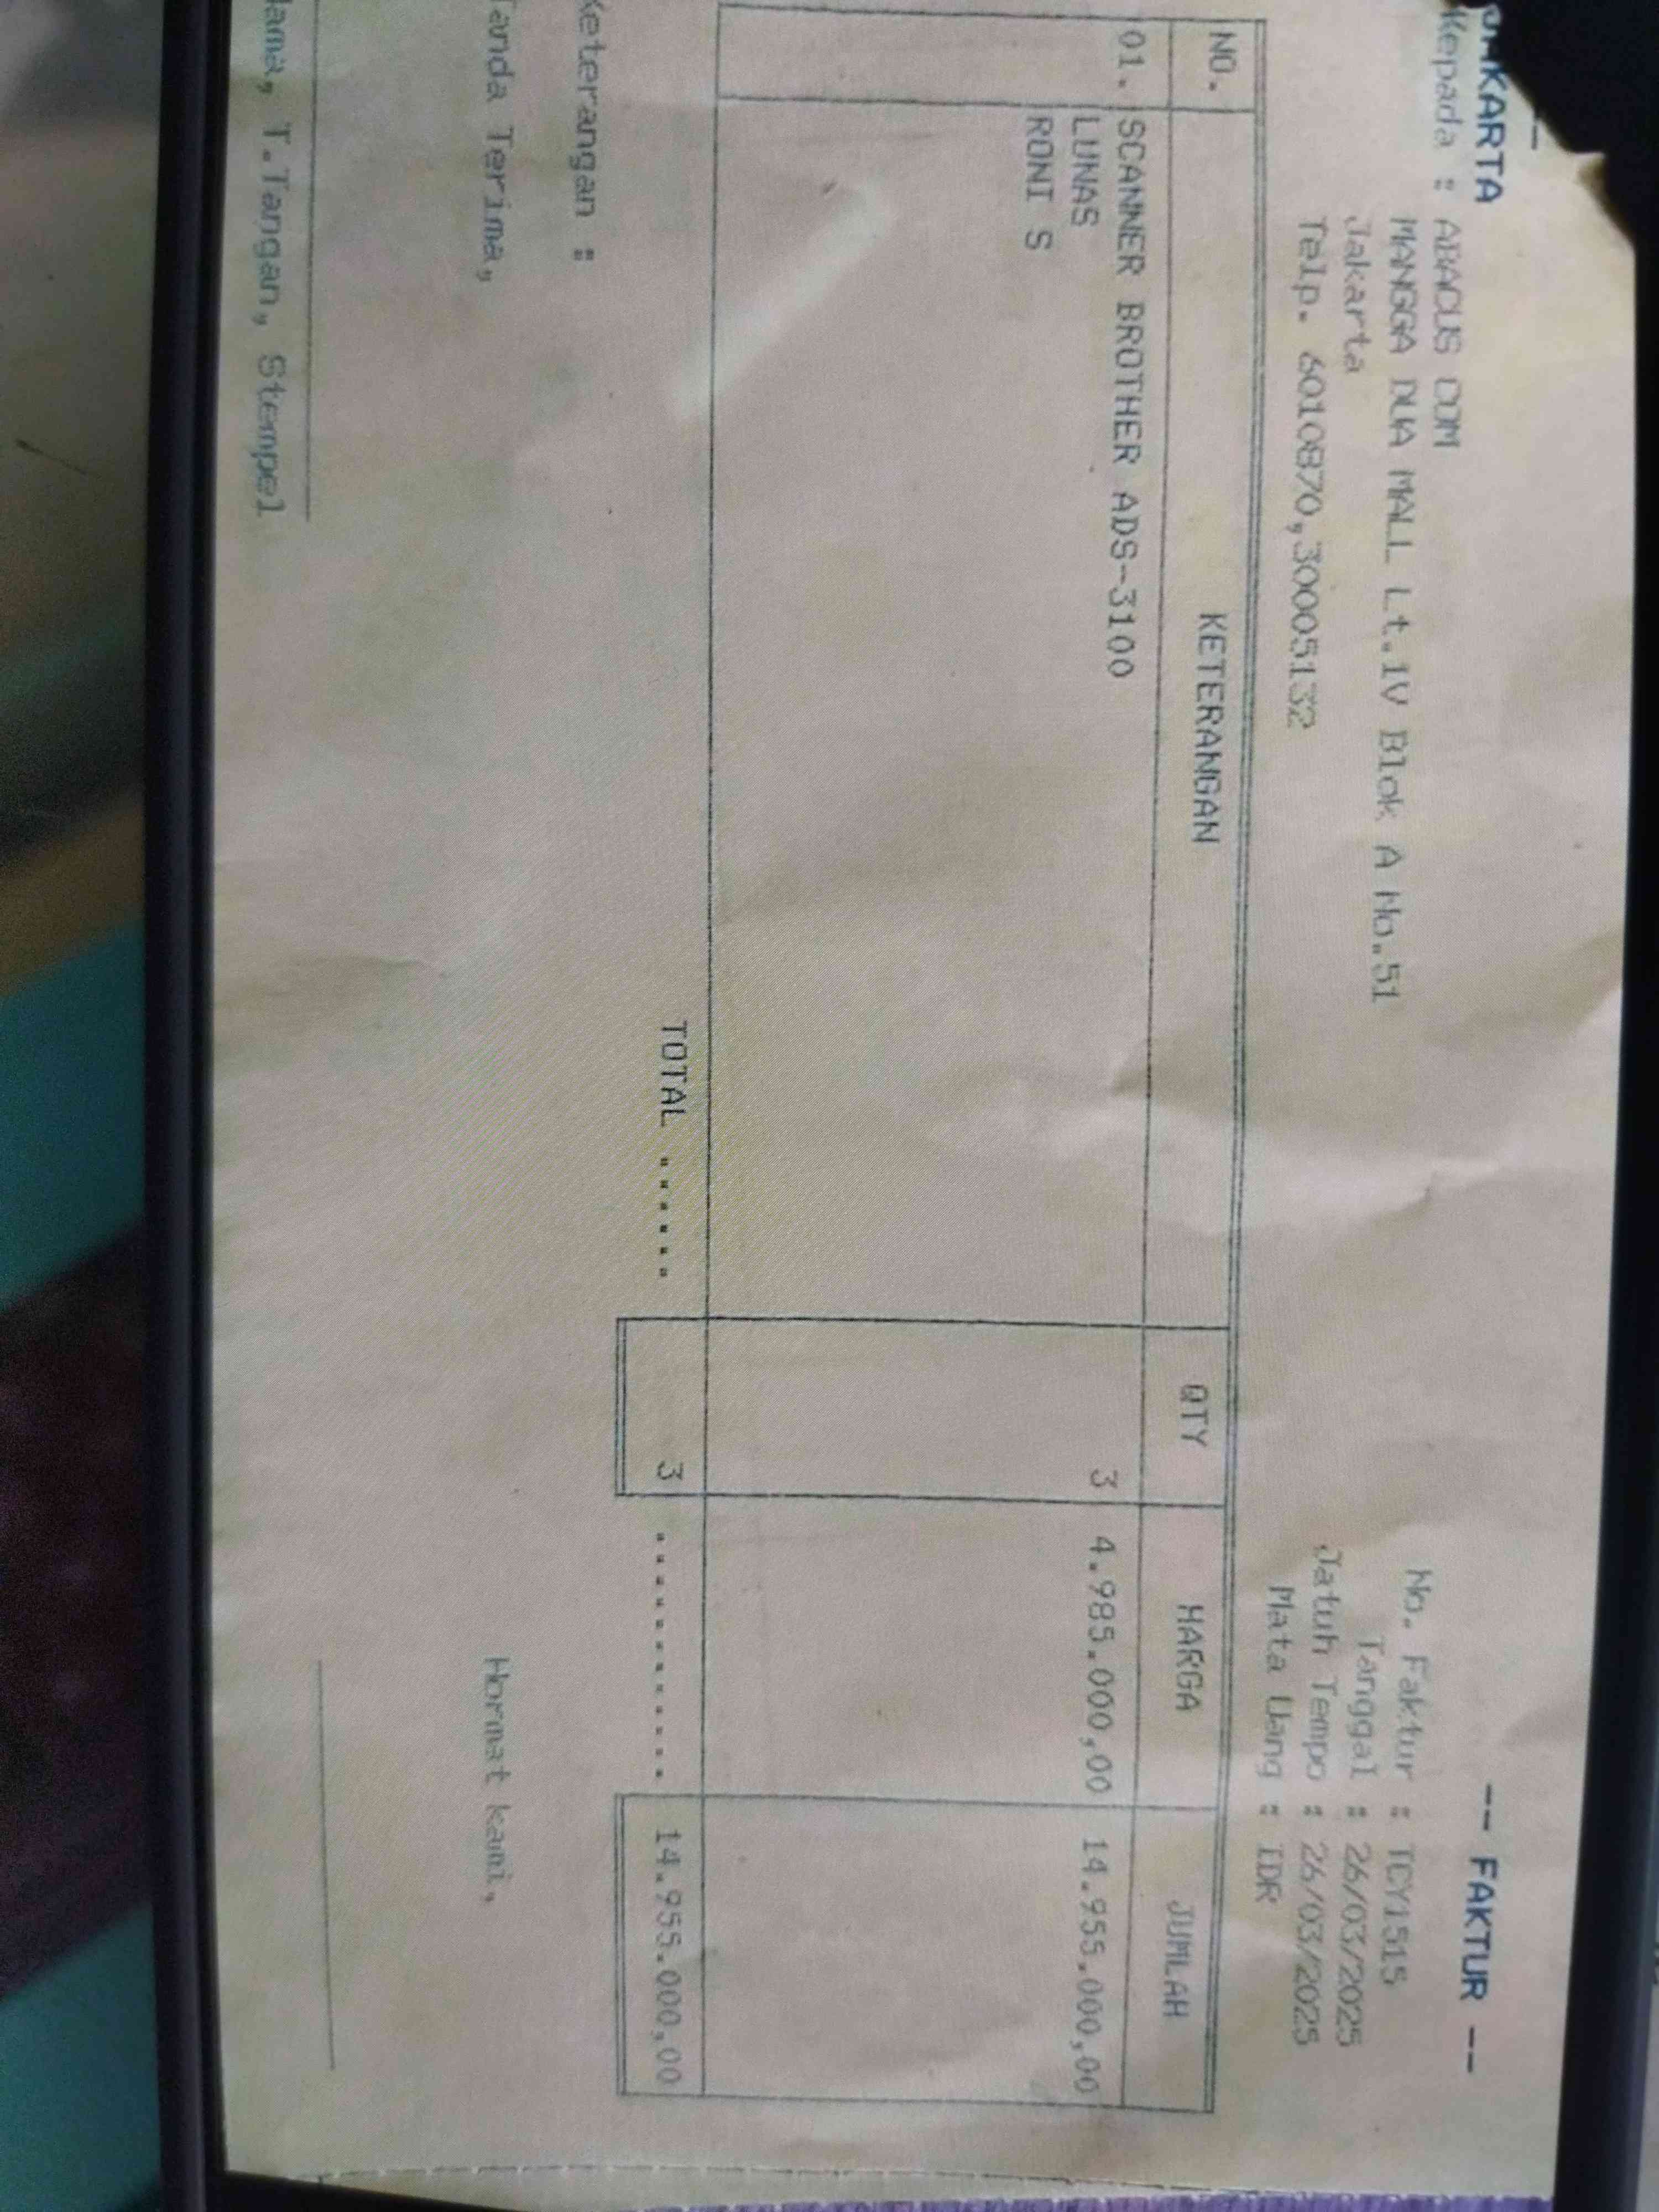 JAKARTA
-- FAKTUR --
Kepada : ABACUS COM
MANGGA DUA MALL Lt.1V Blok A No.51
Jakarta
Telp. 6010870,30005132
No. Faktur : TCY1515
Tanggal : 26/03/2025
Jatuh Tempo : 26/03/2025
Mata Uang : IDR
NO. KETERANGAN QTY HARGA JUMLAH
01. SCANNER BROTHER ADS-3100 3 4.985.000,00 14.955.000,00
LUNAS
RONI S
TOTAL ...... 3 ............. 14.955.000,00
Keterangan :
Tanda Terima, Hormat kami,
Nama, T.Tangan, Stempel